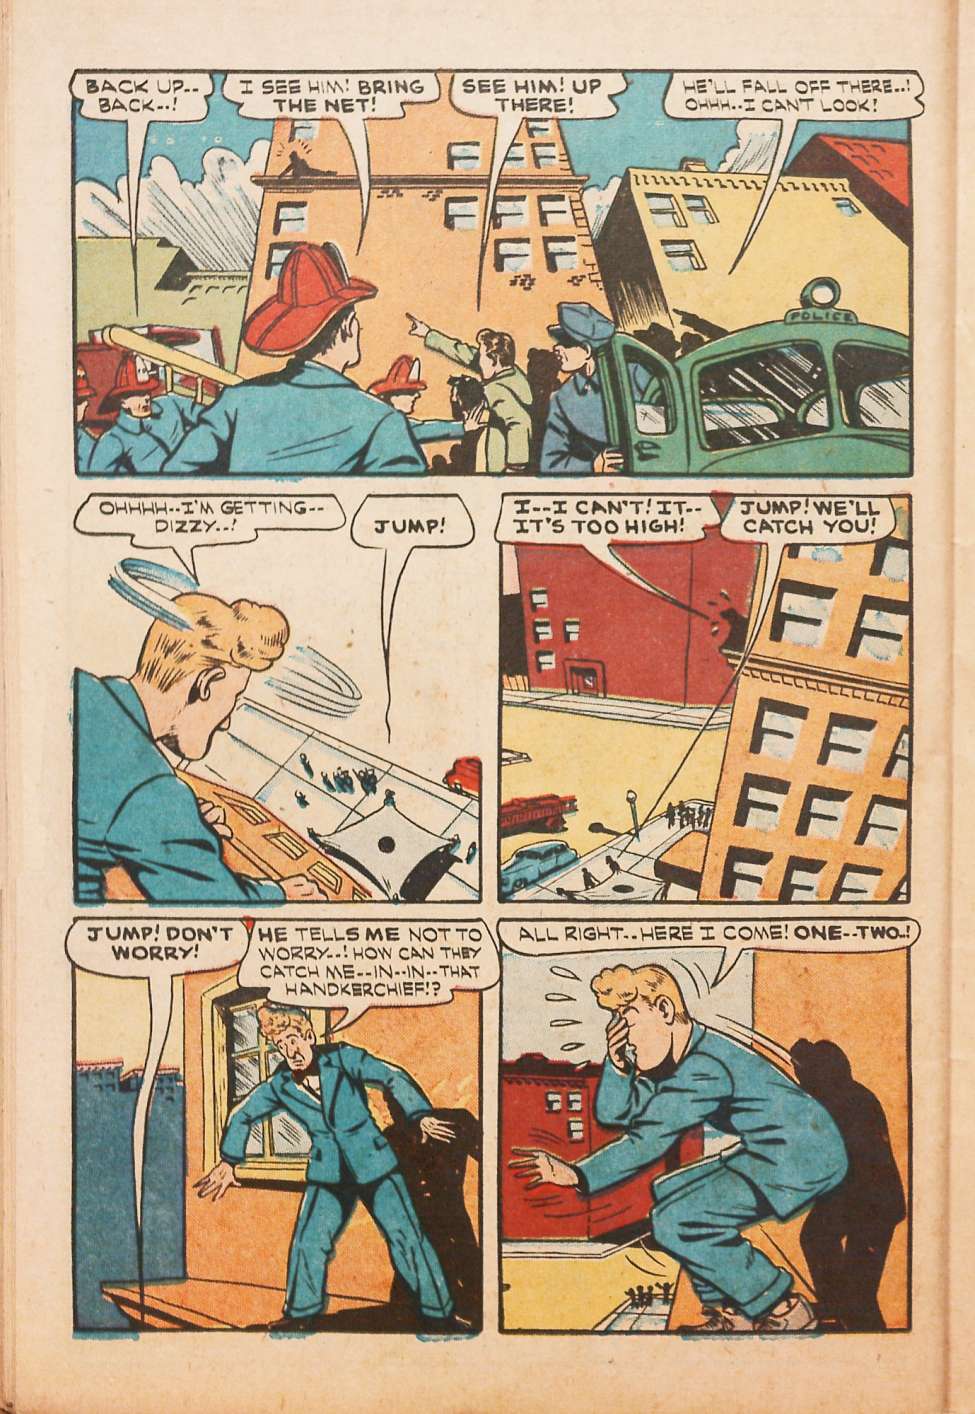 BACK UP--
BACK--!
I SEE HIM! BRING
THE NET!
SEE HIM! UP
THERE!
HE'LL FALL OFF THERE--!
OHHH--I CAN'T LOOK!
POLICE
OHHHH--I'M GETTING--
DIZZY--!
JUMP!
I--I CAN'T! IT--
IT'S TOO HIGH!
JUMP! WE'LL
CATCH YOU!
JUMP! DON'T
WORRY!
HE TELLS ME NOT TO
WORRY--! HOW CAN THEY
CATCH ME--IN--IN--THAT
HANDKERCHIEF!?
ALL RIGHT--HERE I COME! ONE--TWO--!